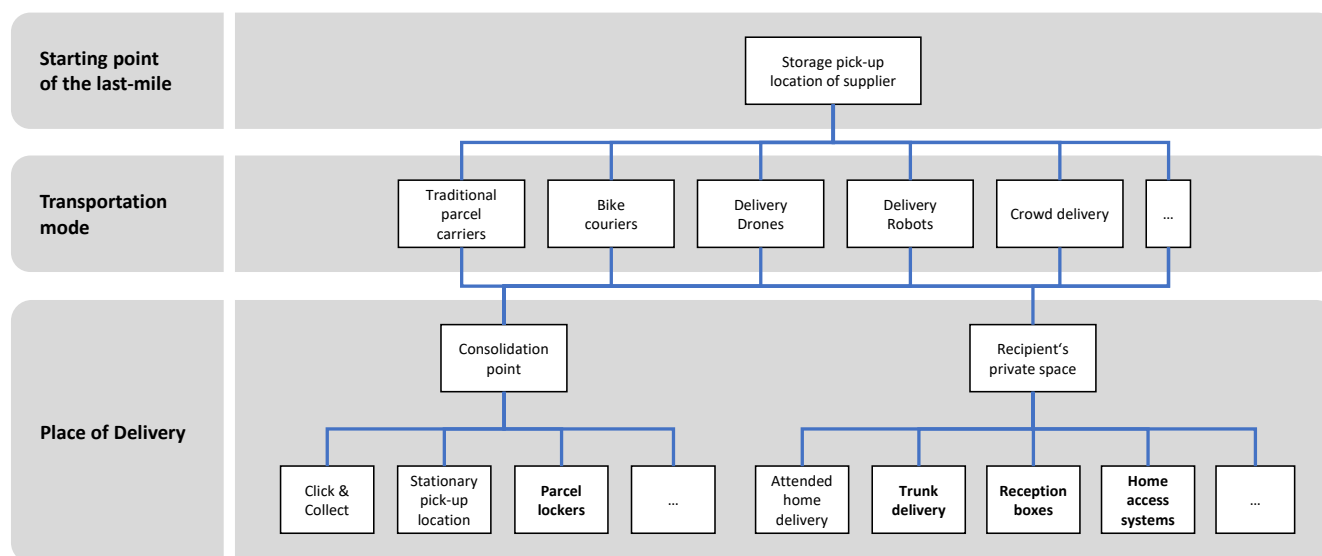 Starting point
of the last-mile
Storage pick-up
location of supplier
Transportation
mode
Traditional
parcel
carriers
Bike
couriers
Delivery
Drones
Delivery
Robots
Crowd delivery
...
Place of Delivery
Consolidation
point
Recipient‘s
private space
Click &
Collect
Stationary
pick-up
location
Parcel
lockers
...
Attended
home
delivery
Trunk
delivery
Reception
boxes
Home
access
systems
...